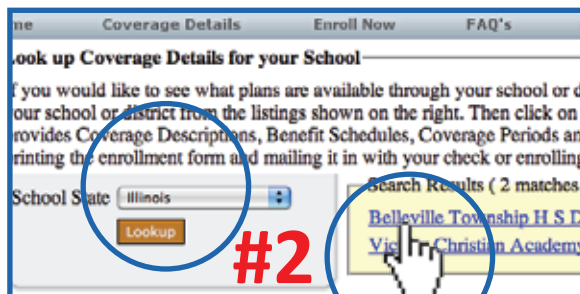 me Coverage Details Enroll Now FAQ's
Look up Coverage Details for your School
f you would like to see what plans are available through your school or d
our school or district from the listings shown on the right. Then click on
rovides Coverage Descriptions, Benefit Schedules, Coverage Periods an
rinting the enrollment form and mailing it in with your check or enrolling
School State Illinois
Lookup
#2
Search Results ( 2 matches
Belleville Township H S D
Christian Academy